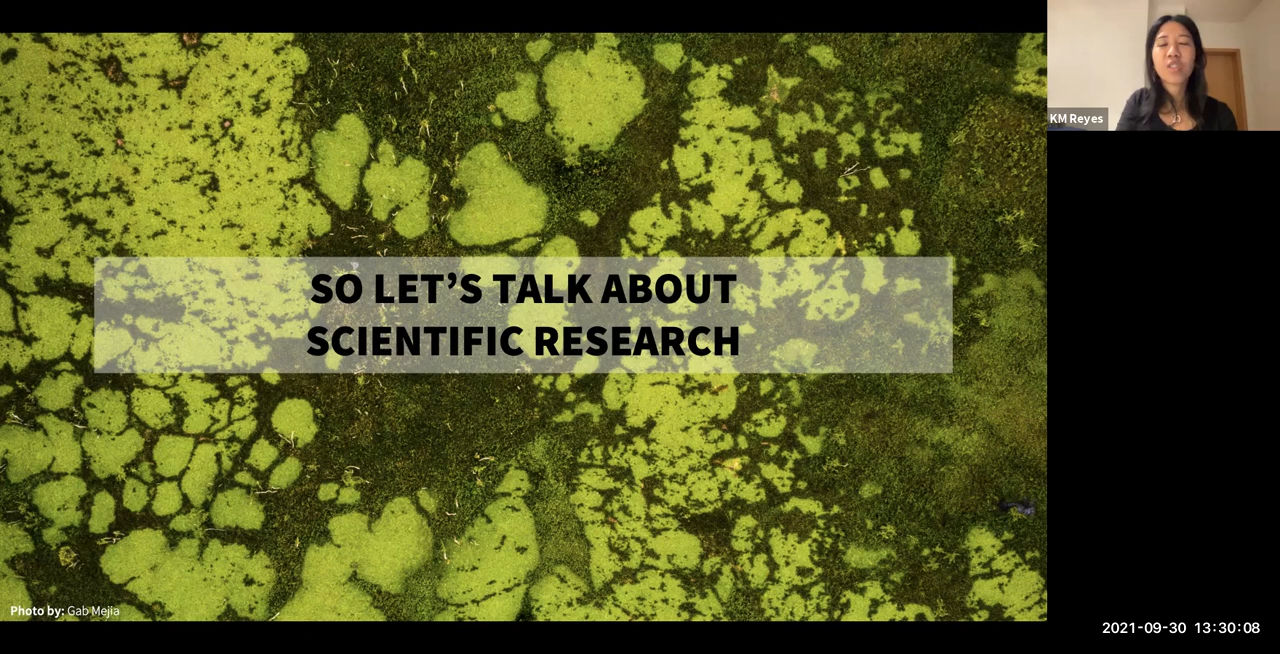 KM Reyes
SO LET’S TALK ABOUT
SCIENTIFIC RESEARCH
Photo by: Gab Mejia
2021-09-30 13:30:08